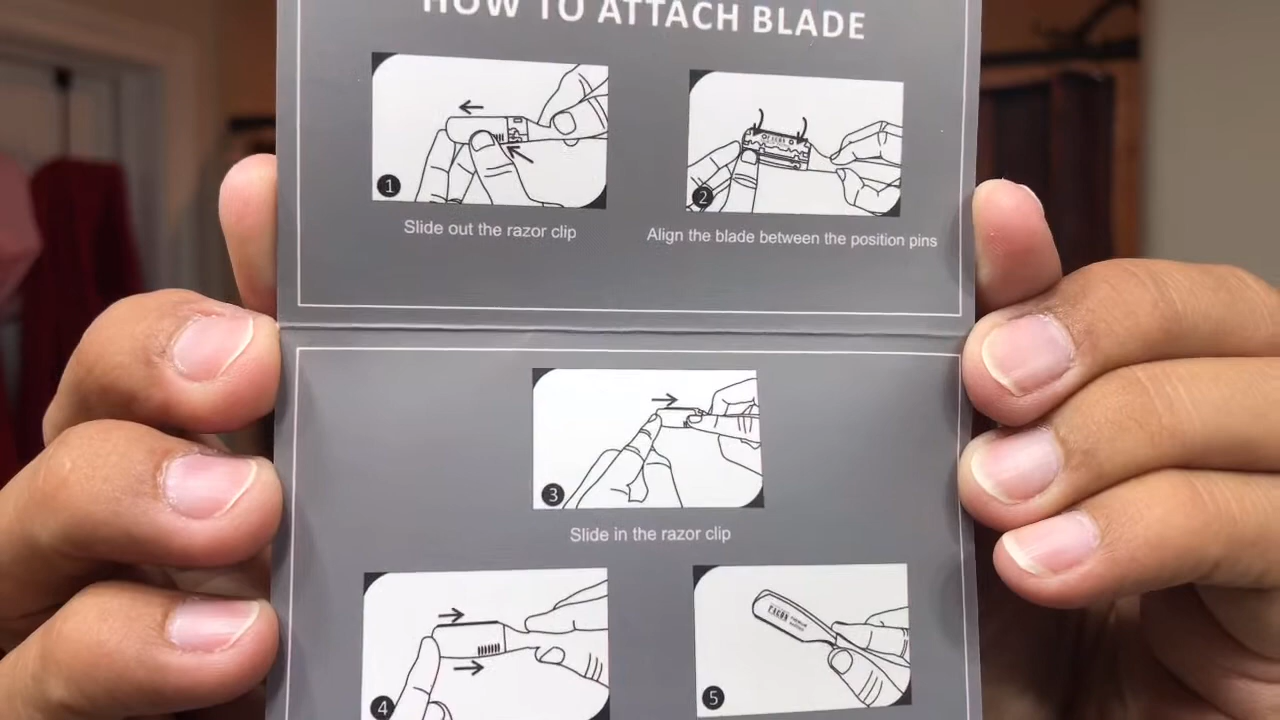 HOW TO ATTACH BLADE
1
2
Slide out the razor clip
Align the blade between the position pins
3
Slide in the razor clip
4
5
FACÓN